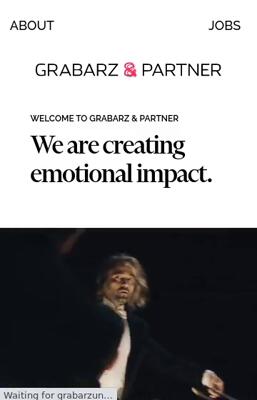 ABOUT
JOBS
GRABARZ & PARTNER
WELCOME TO GRABARZ & PARTNER
We are creating
emotional impact.
Waiting for grabarzun...